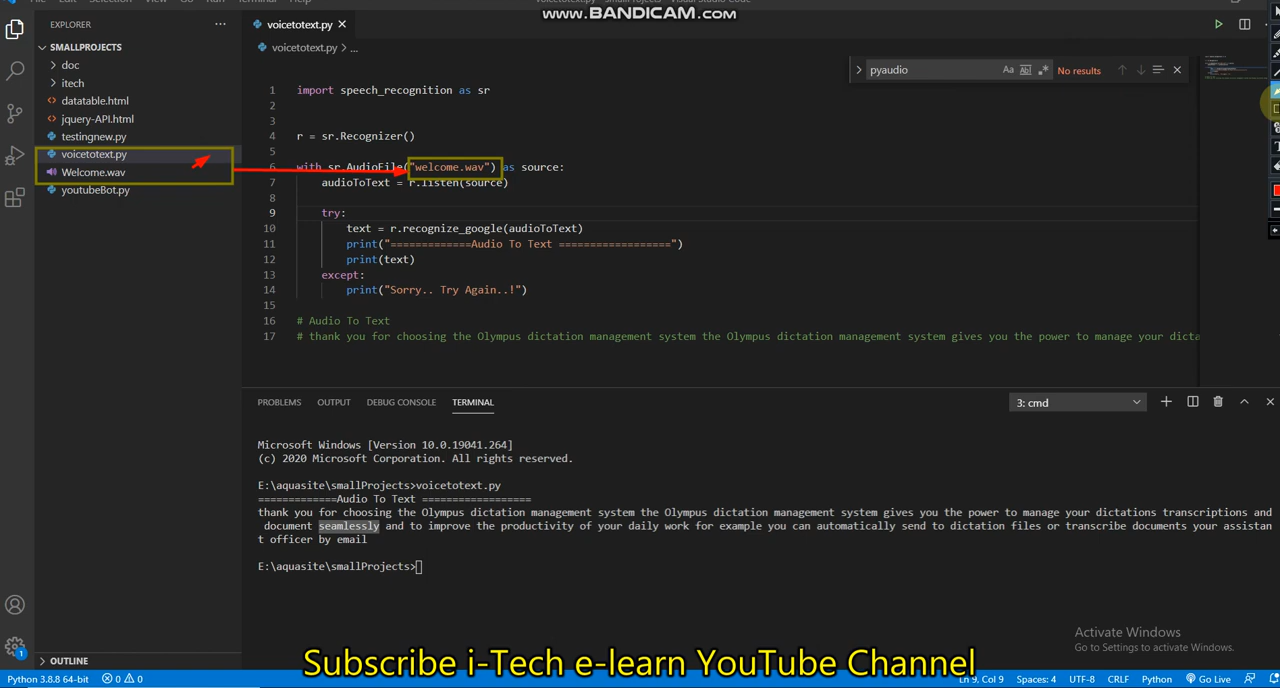 www.BANDICAM.com
EXPLORER
SMALLPROJECTS
doc
itech
datatable.html
jquery-API.html
testingnew.py
voicetotext.py
Welcome.wav
youtubeBot.py
OUTLINE
voicetotext.py
voicetotext.py > ...
pyaudio
No results
1 import speech_recognition as sr
2
3
4 r = sr.Recognizer()
6 with sr.AudioFile("welcome.wav") as source:
7 audioToText = r.listen(source)
8
9 try:
10 text = r.recognize_google(audioToText)
11 print("=============Audio To Text ===================")
12 print(text)
13 except:
14 print("Sorry.. Try Again..!")
15
16 # Audio To Text
17 # thank you for choosing the Olympus dictation management system the Olympus dictation management system gives you the power to manage your dicta
PROBLEMS OUTPUT DEBUG CONSOLE TERMINAL
3: cmd
Microsoft Windows [Version 10.0.19041.264]
(c) 2020 Microsoft Corporation. All rights reserved.
E:\aquasite\smallProjects>voicetotext.py
=============Audio To Text ==================
thank you for choosing the Olympus dictation management system the Olympus dictation management system gives you the power to manage your dictations transcriptions and
document seamlessly and to improve the productivity of your daily work for example you can automatically send to dictation files or transcribe documents your assistan
t officer by email
E:\aquasite\smallProjects>
Activate Windows
Go to Settings to activate Windows.
Subscribe i-Tech e-learn YouTube Channel
Python 3.8.8 64-bit 0 0
Ln 9, Col 9 Spaces: 4 UTF-8 CRLF Python Go Live